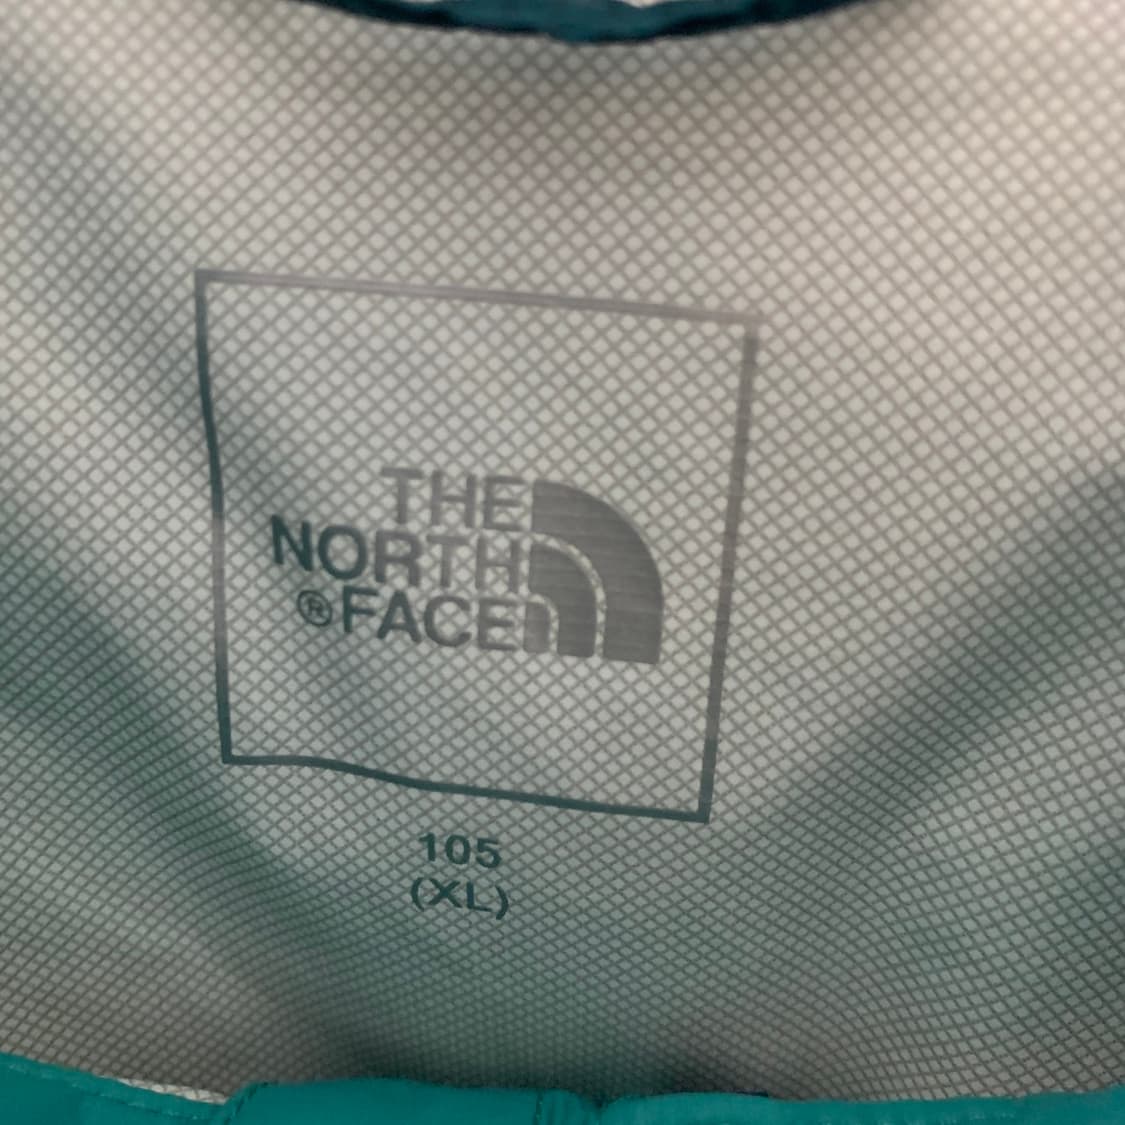 THE
NORTH
®FACE
105
(XL)